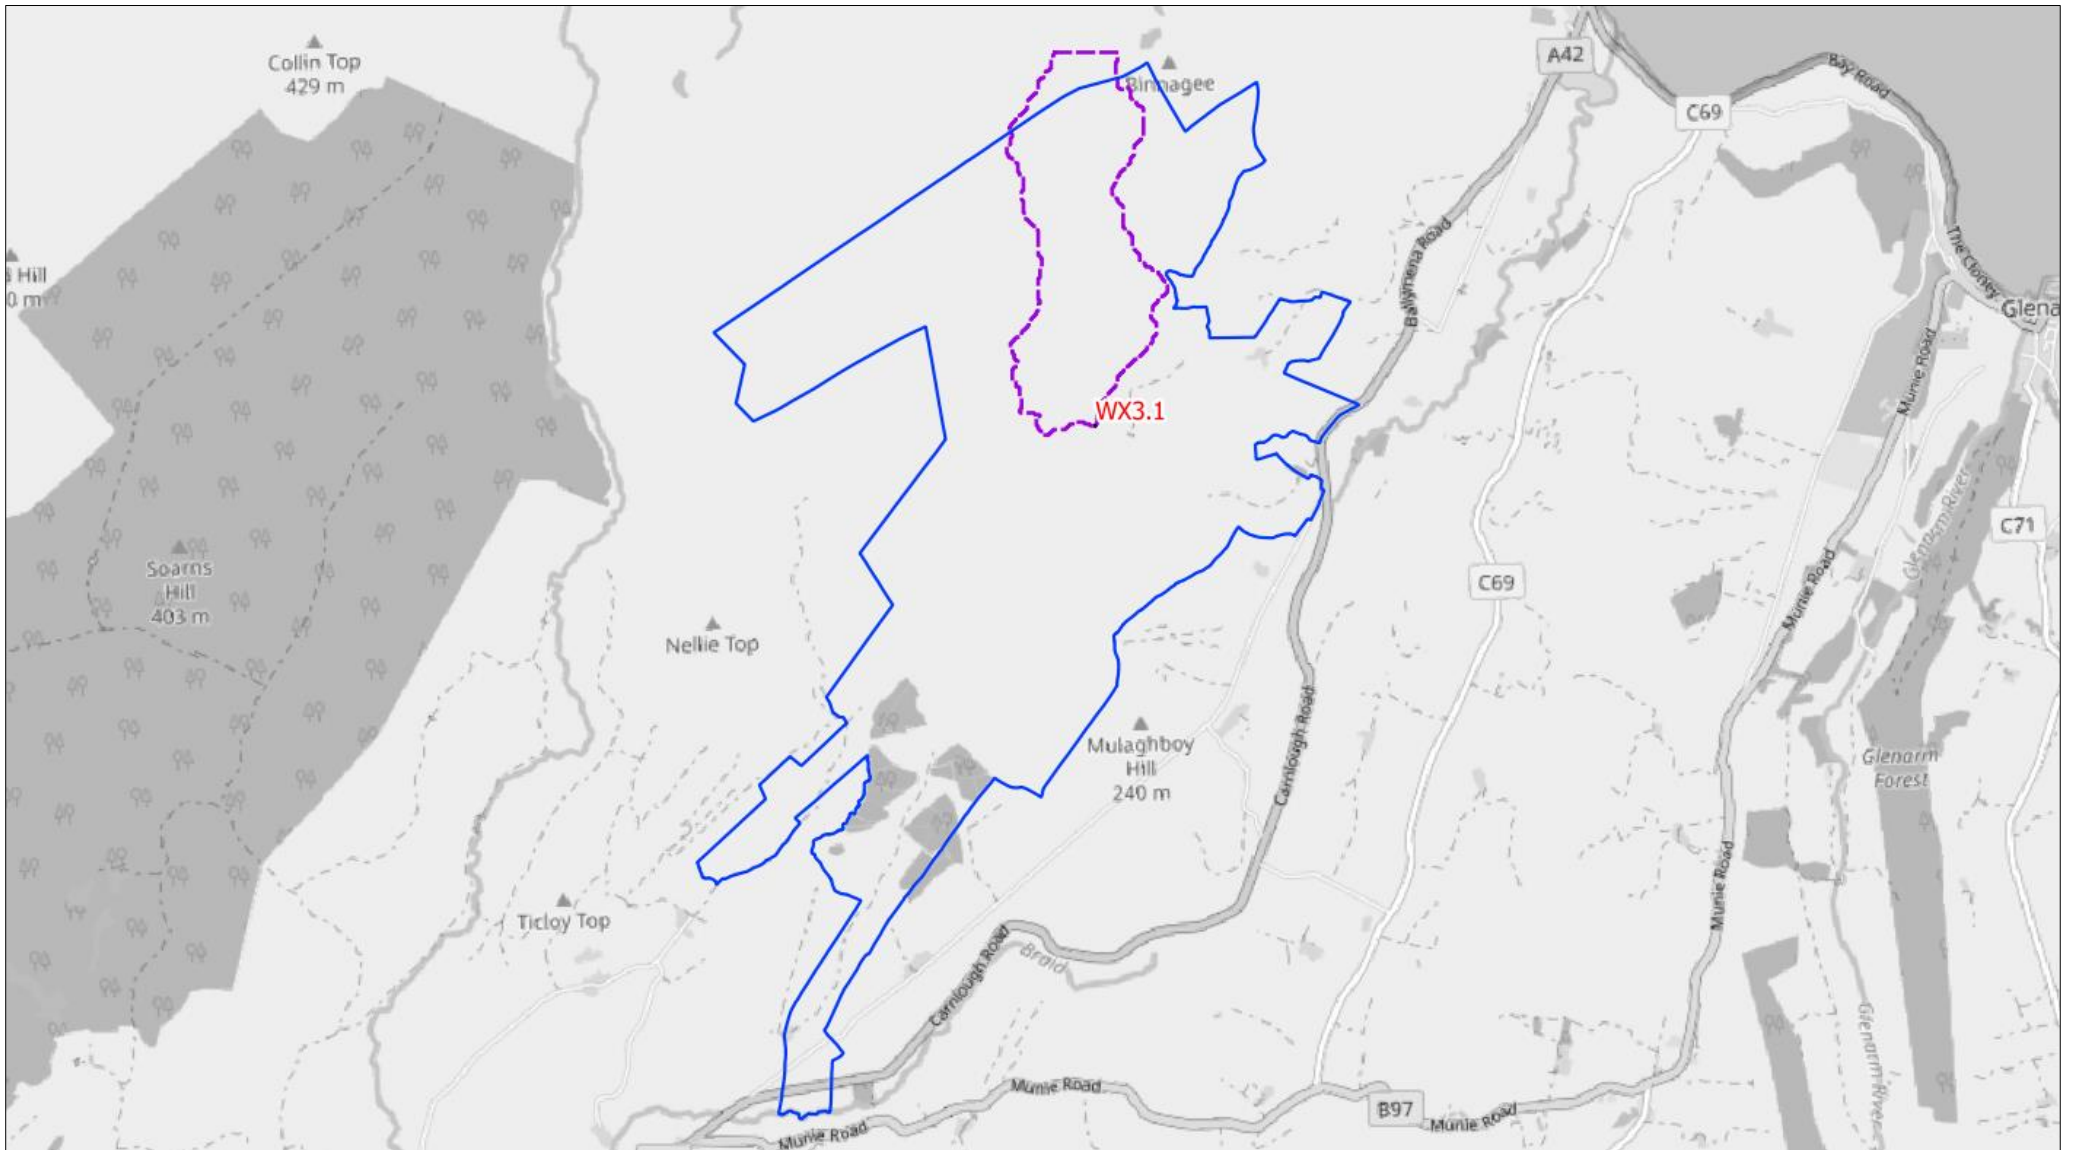 Collin Top
429 m
Binnagee
A42
Bay Road
C69
Hill
0 m
The Cloney
Glena
Ballymena Road
Munie Road
WX3.1
Glenarm River
C71
Soarns
Hill
403 m
C69
Munie Road
Nellie Top
Mulaghboy
Hill
240 m
Carnlough Road
Glenarm
Forest
Munie Road
Ticloy Top
Carnlough Road
Braid
Glenarm River
Munie Road
B97
Munie Road
Munie Road